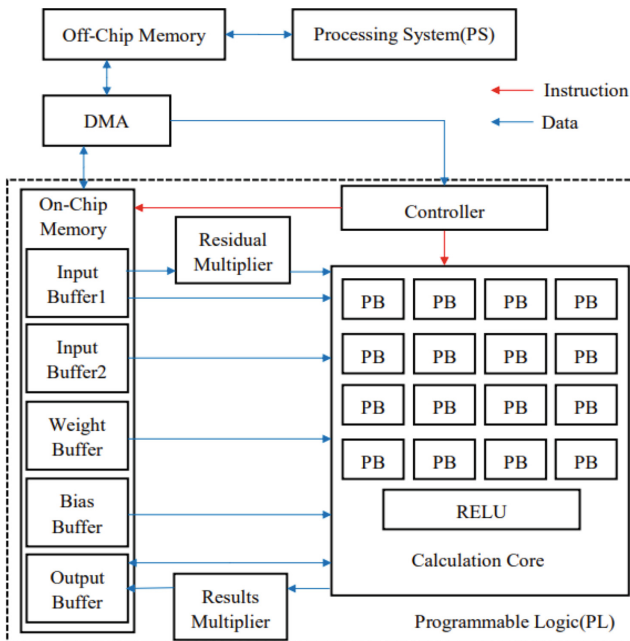 Off-Chip Memory
Processing System(PS)
Instruction
Data
DMA
On-Chip
Memory
Controller
Residual
Multiplier
Input
Buffer1
Input
Buffer2
Weight
Buffer
Bias
Buffer
Output
Buffer
PB PB PB PB
PB PB PB PB
PB PB PB PB
PB PB PB PB
RELU
Calculation Core
Results
Multiplier
Programmable Logic(PL)